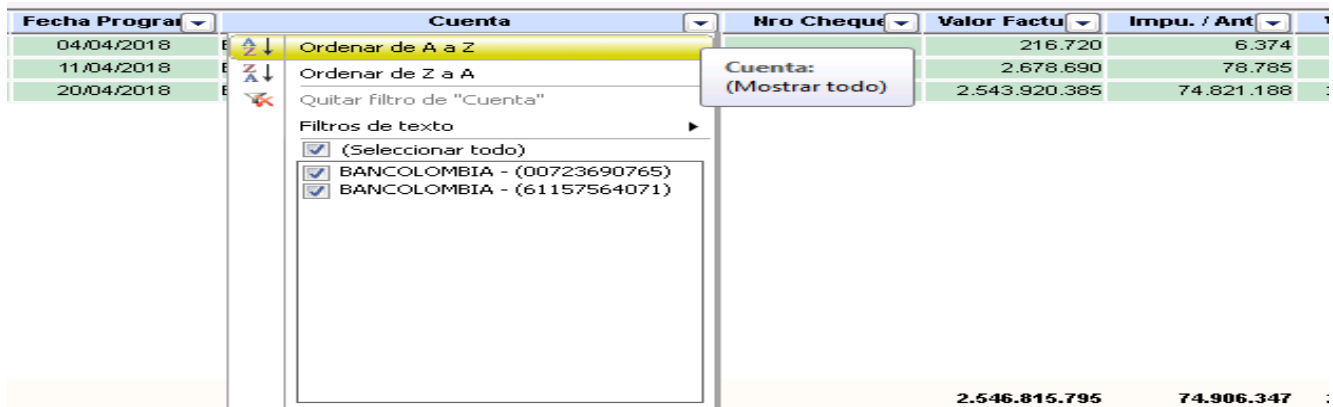 Fecha Prograi Cuenta Nro Cheque Valor Factu Impu. / Ant
04/04/2018 Ordenar de A a Z 216.720 6.374
11/04/2018 Ordenar de Z a A Cuenta: 2.678.690 78.785
20/04/2018 Quitar filtro de "Cuenta" (Mostrar todo) 2.543.920.385 74.821.188
Filtros de texto
(Seleccionar todo)
BANCOLOMBIA - (00723690765)
BANCOLOMBIA - (61157564071)
2.546.815.795 74.906.347